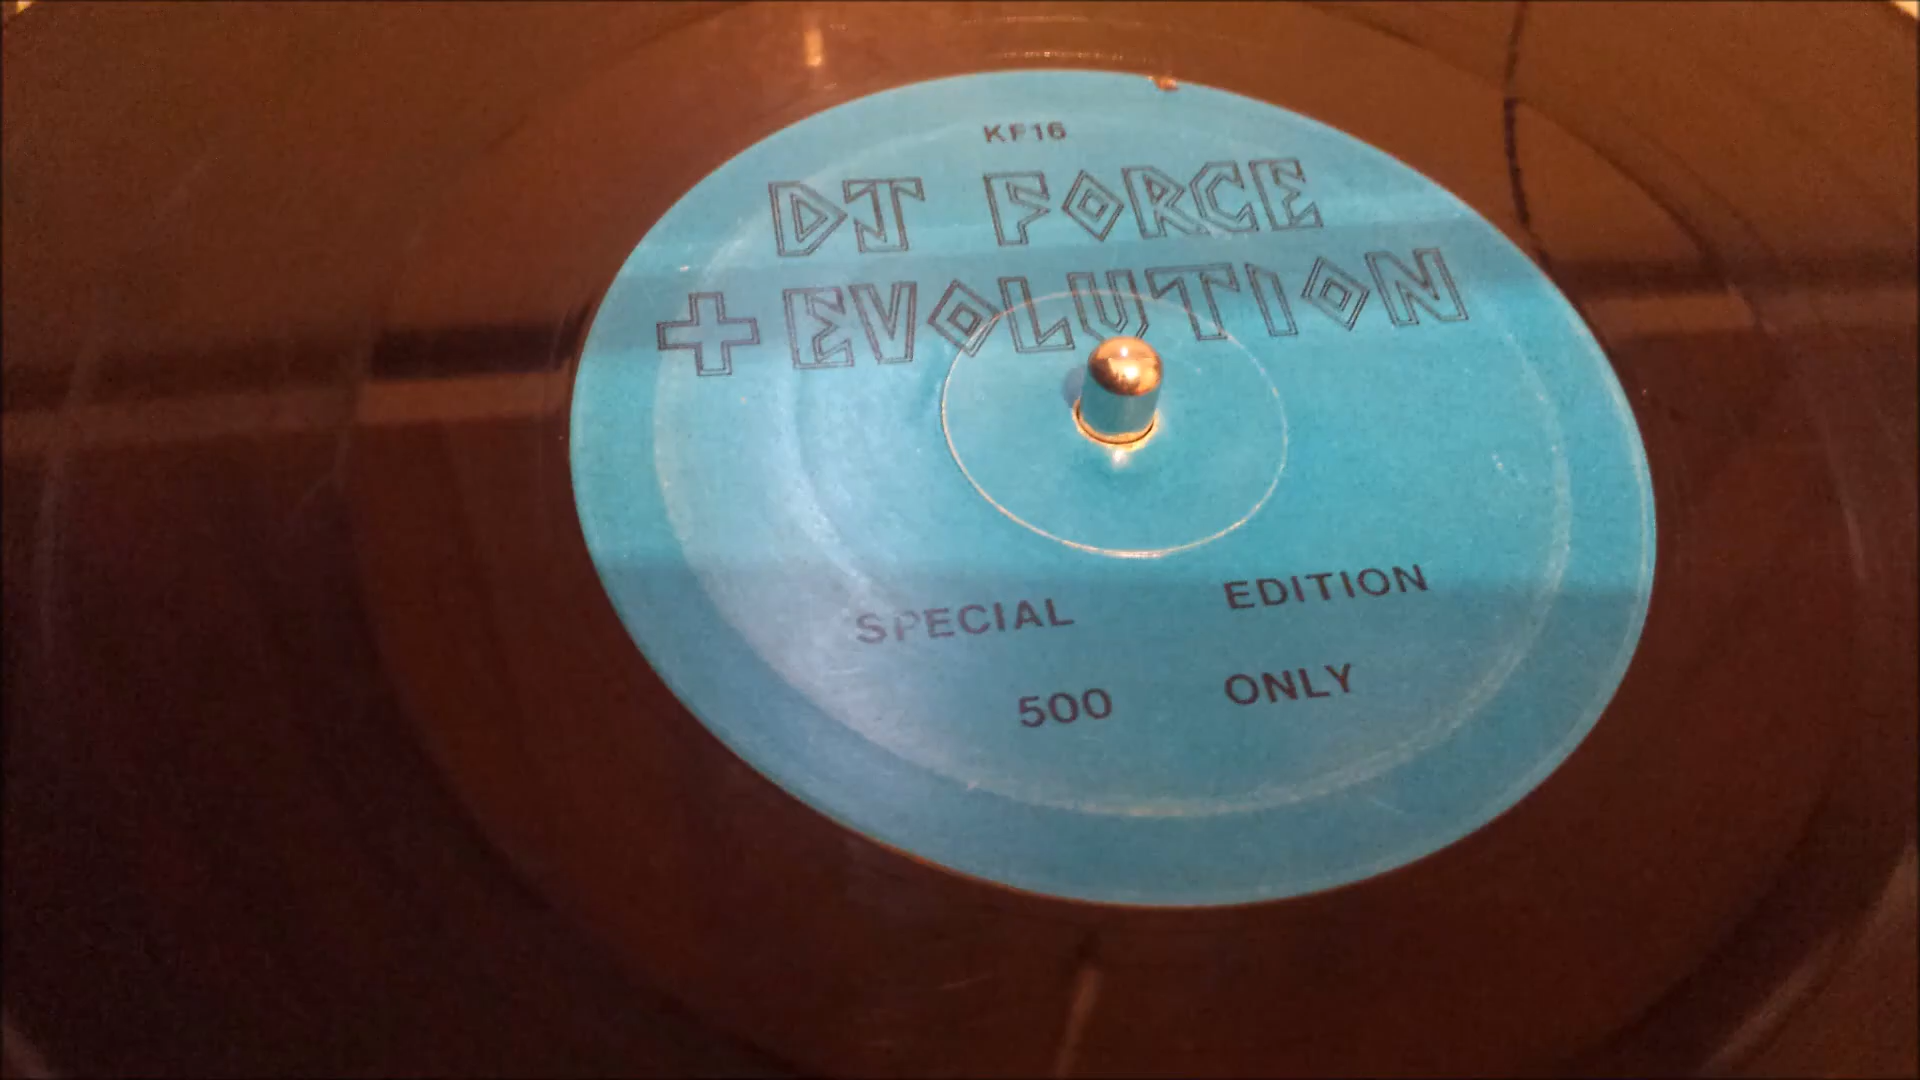 KF16
DJ FORCE
+ EVOLUTION
SPECIAL EDITION
500 ONLY